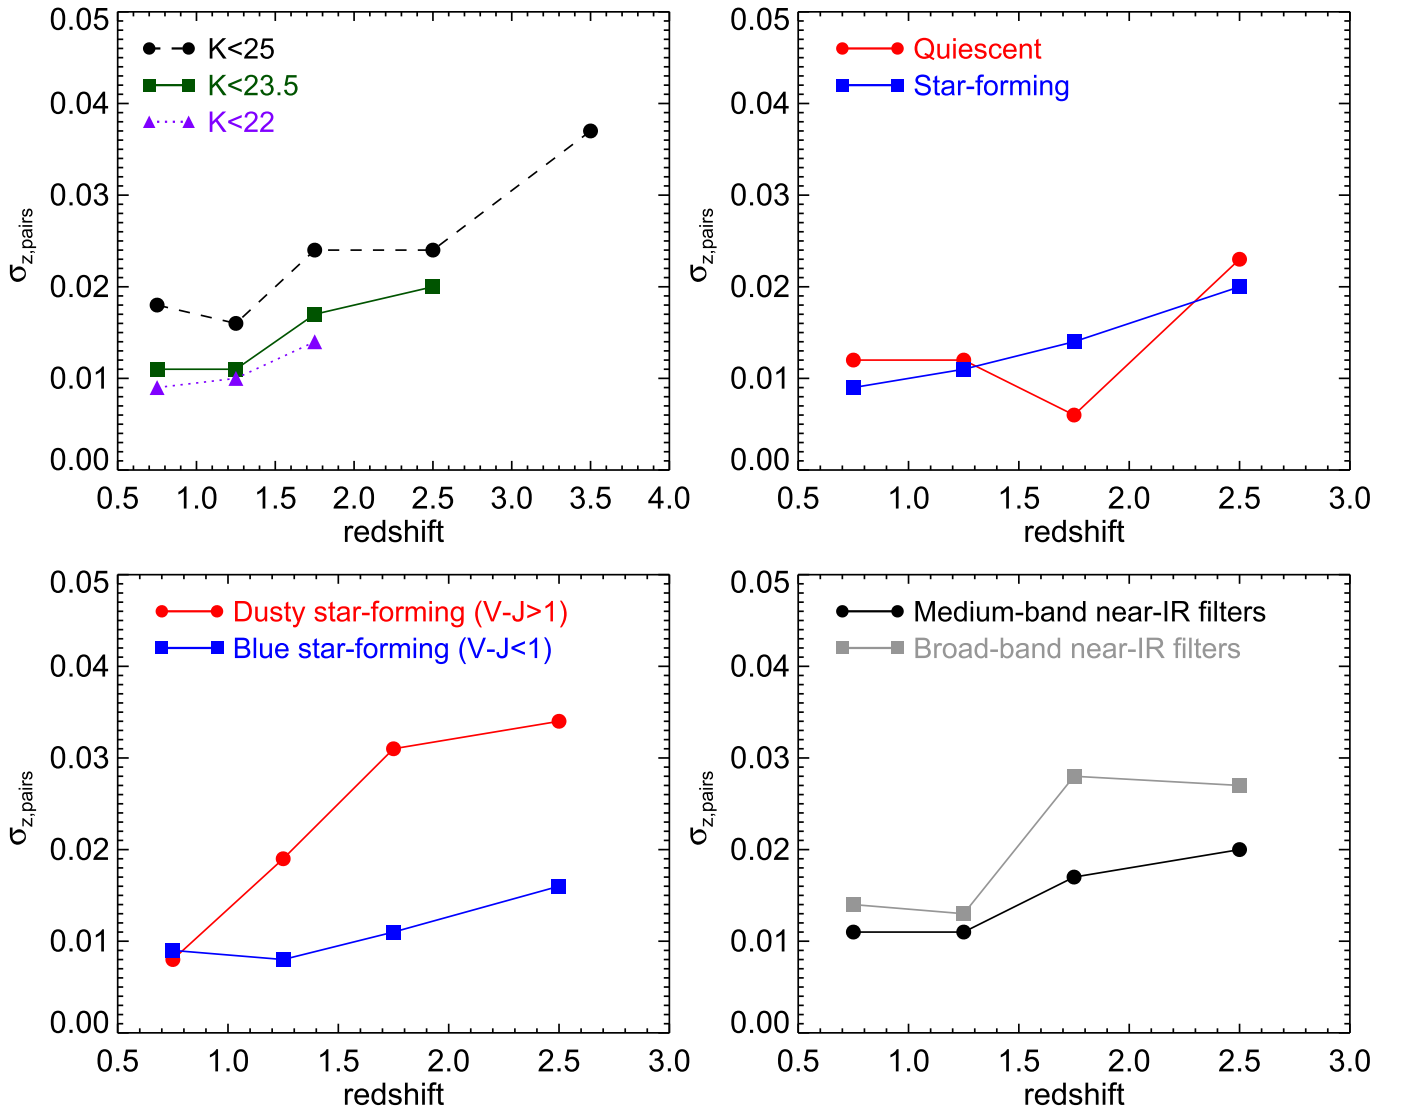 0.05
0.04
0.03
0.02
0.01
0.00
σz,pairs
K<25
K<23.5
K<22
0.5 1.0 1.5 2.0 2.5 3.0 3.5 4.0
redshift
0.05
0.04
0.03
0.02
0.01
0.00
σz,pairs
Quiescent
Star-forming
0.5 1.0 1.5 2.0 2.5 3.0
redshift
0.05
0.04
0.03
0.02
0.01
0.00
σz,pairs
Dusty star-forming (V-J>1)
Blue star-forming (V-J<1)
0.5 1.0 1.5 2.0 2.5 3.0
redshift
0.05
0.04
0.03
0.02
0.01
0.00
σz,pairs
Medium-band near-IR filters
Broad-band near-IR filters
0.5 1.0 1.5 2.0 2.5 3.0
redshift